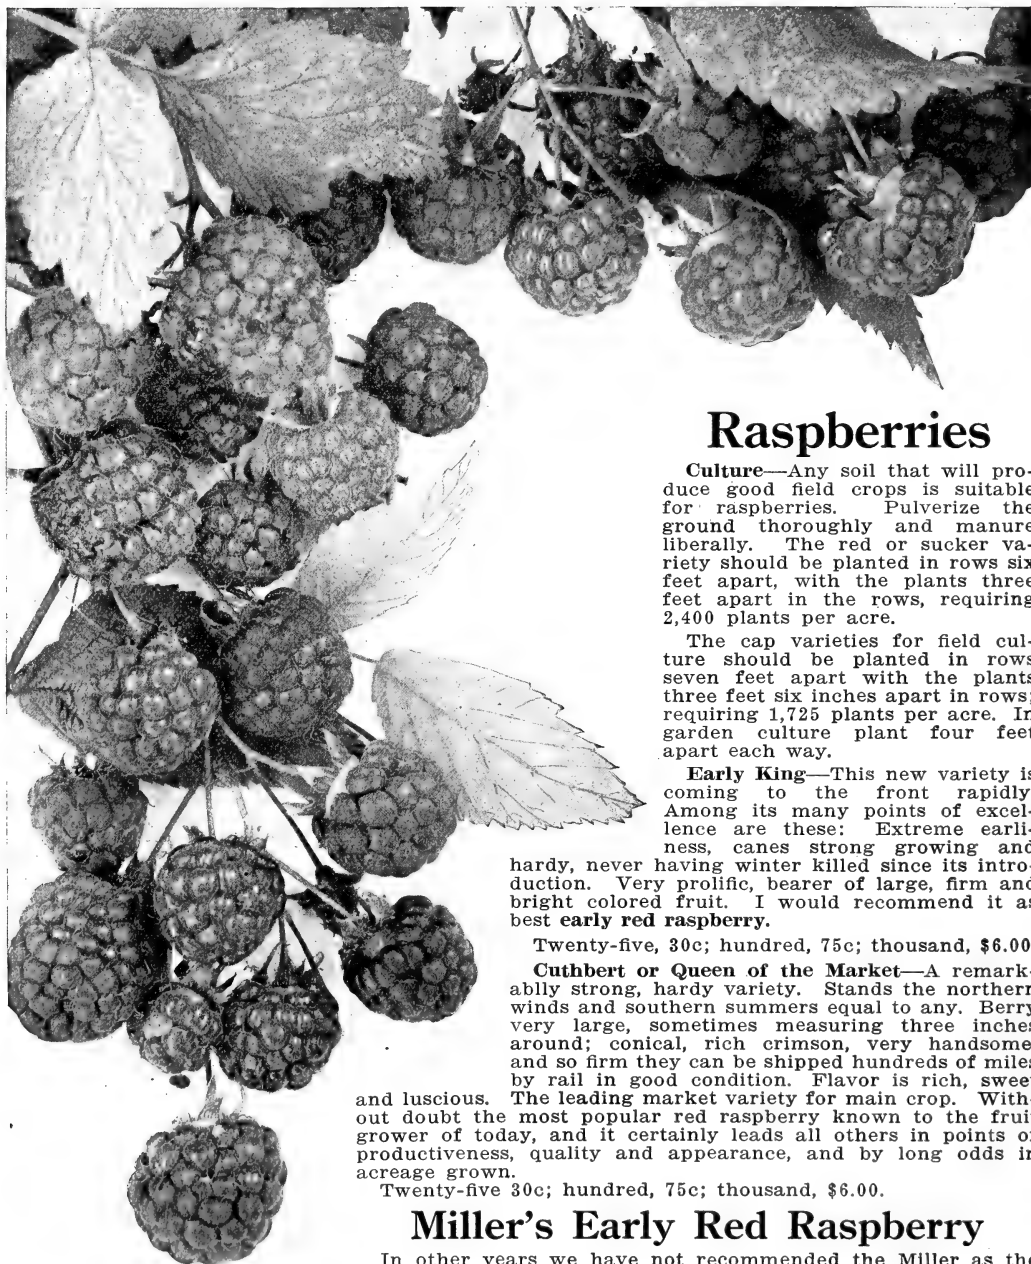 Raspberries
Culture—Any soil that will pro-
duce good field crops is suitable
for raspberries. Pulverize the
ground thoroughly and manure
liberally. The red or sucker va-
riety should be planted in rows six
feet apart, with the plants three
feet apart in the rows, requiring
2,400 plants per acre.
The cap varieties for field cul-
ture should be planted in rows
seven feet apart with the plants
three feet six inches apart in rows;
requiring 1,725 plants per acre. In
garden culture plant four feet
apart each way.
Early King—This new variety is
coming to the front rapidly
Among its many points of excel-
lence are these: Extreme earli-
ness, canes strong growing and
hardy, never having winter killed since its intro-
duction. Very prolific, bearer of large, firm and
bright colored fruit. I would recommend it as
best early red raspberry.
Twenty-five, 30c; hundred, 75c; thousand, $6.00
Cuthbert or Queen of the Market—A remark-
ablly strong, hardy variety. Stands the northern
winds and southern summers equal to any. Berry
very large, sometimes measuring three inches
around; conical, rich crimson, very handsome
and so firm they can be shipped hundreds of miles
by rail in good condition. Flavor is rich, sweet
and luscious. The leading market variety for main crop. With-
out doubt the most popular red raspberry known to the fruit
grower of today, and it certainly leads all others in points of
productiveness, quality and appearance, and by long odds in
acreage grown.
Twenty-five 30c; hundred, 75c; thousand, $6.00.
Miller's Early Red Raspberry
In other years we have not recommended the Miller as the